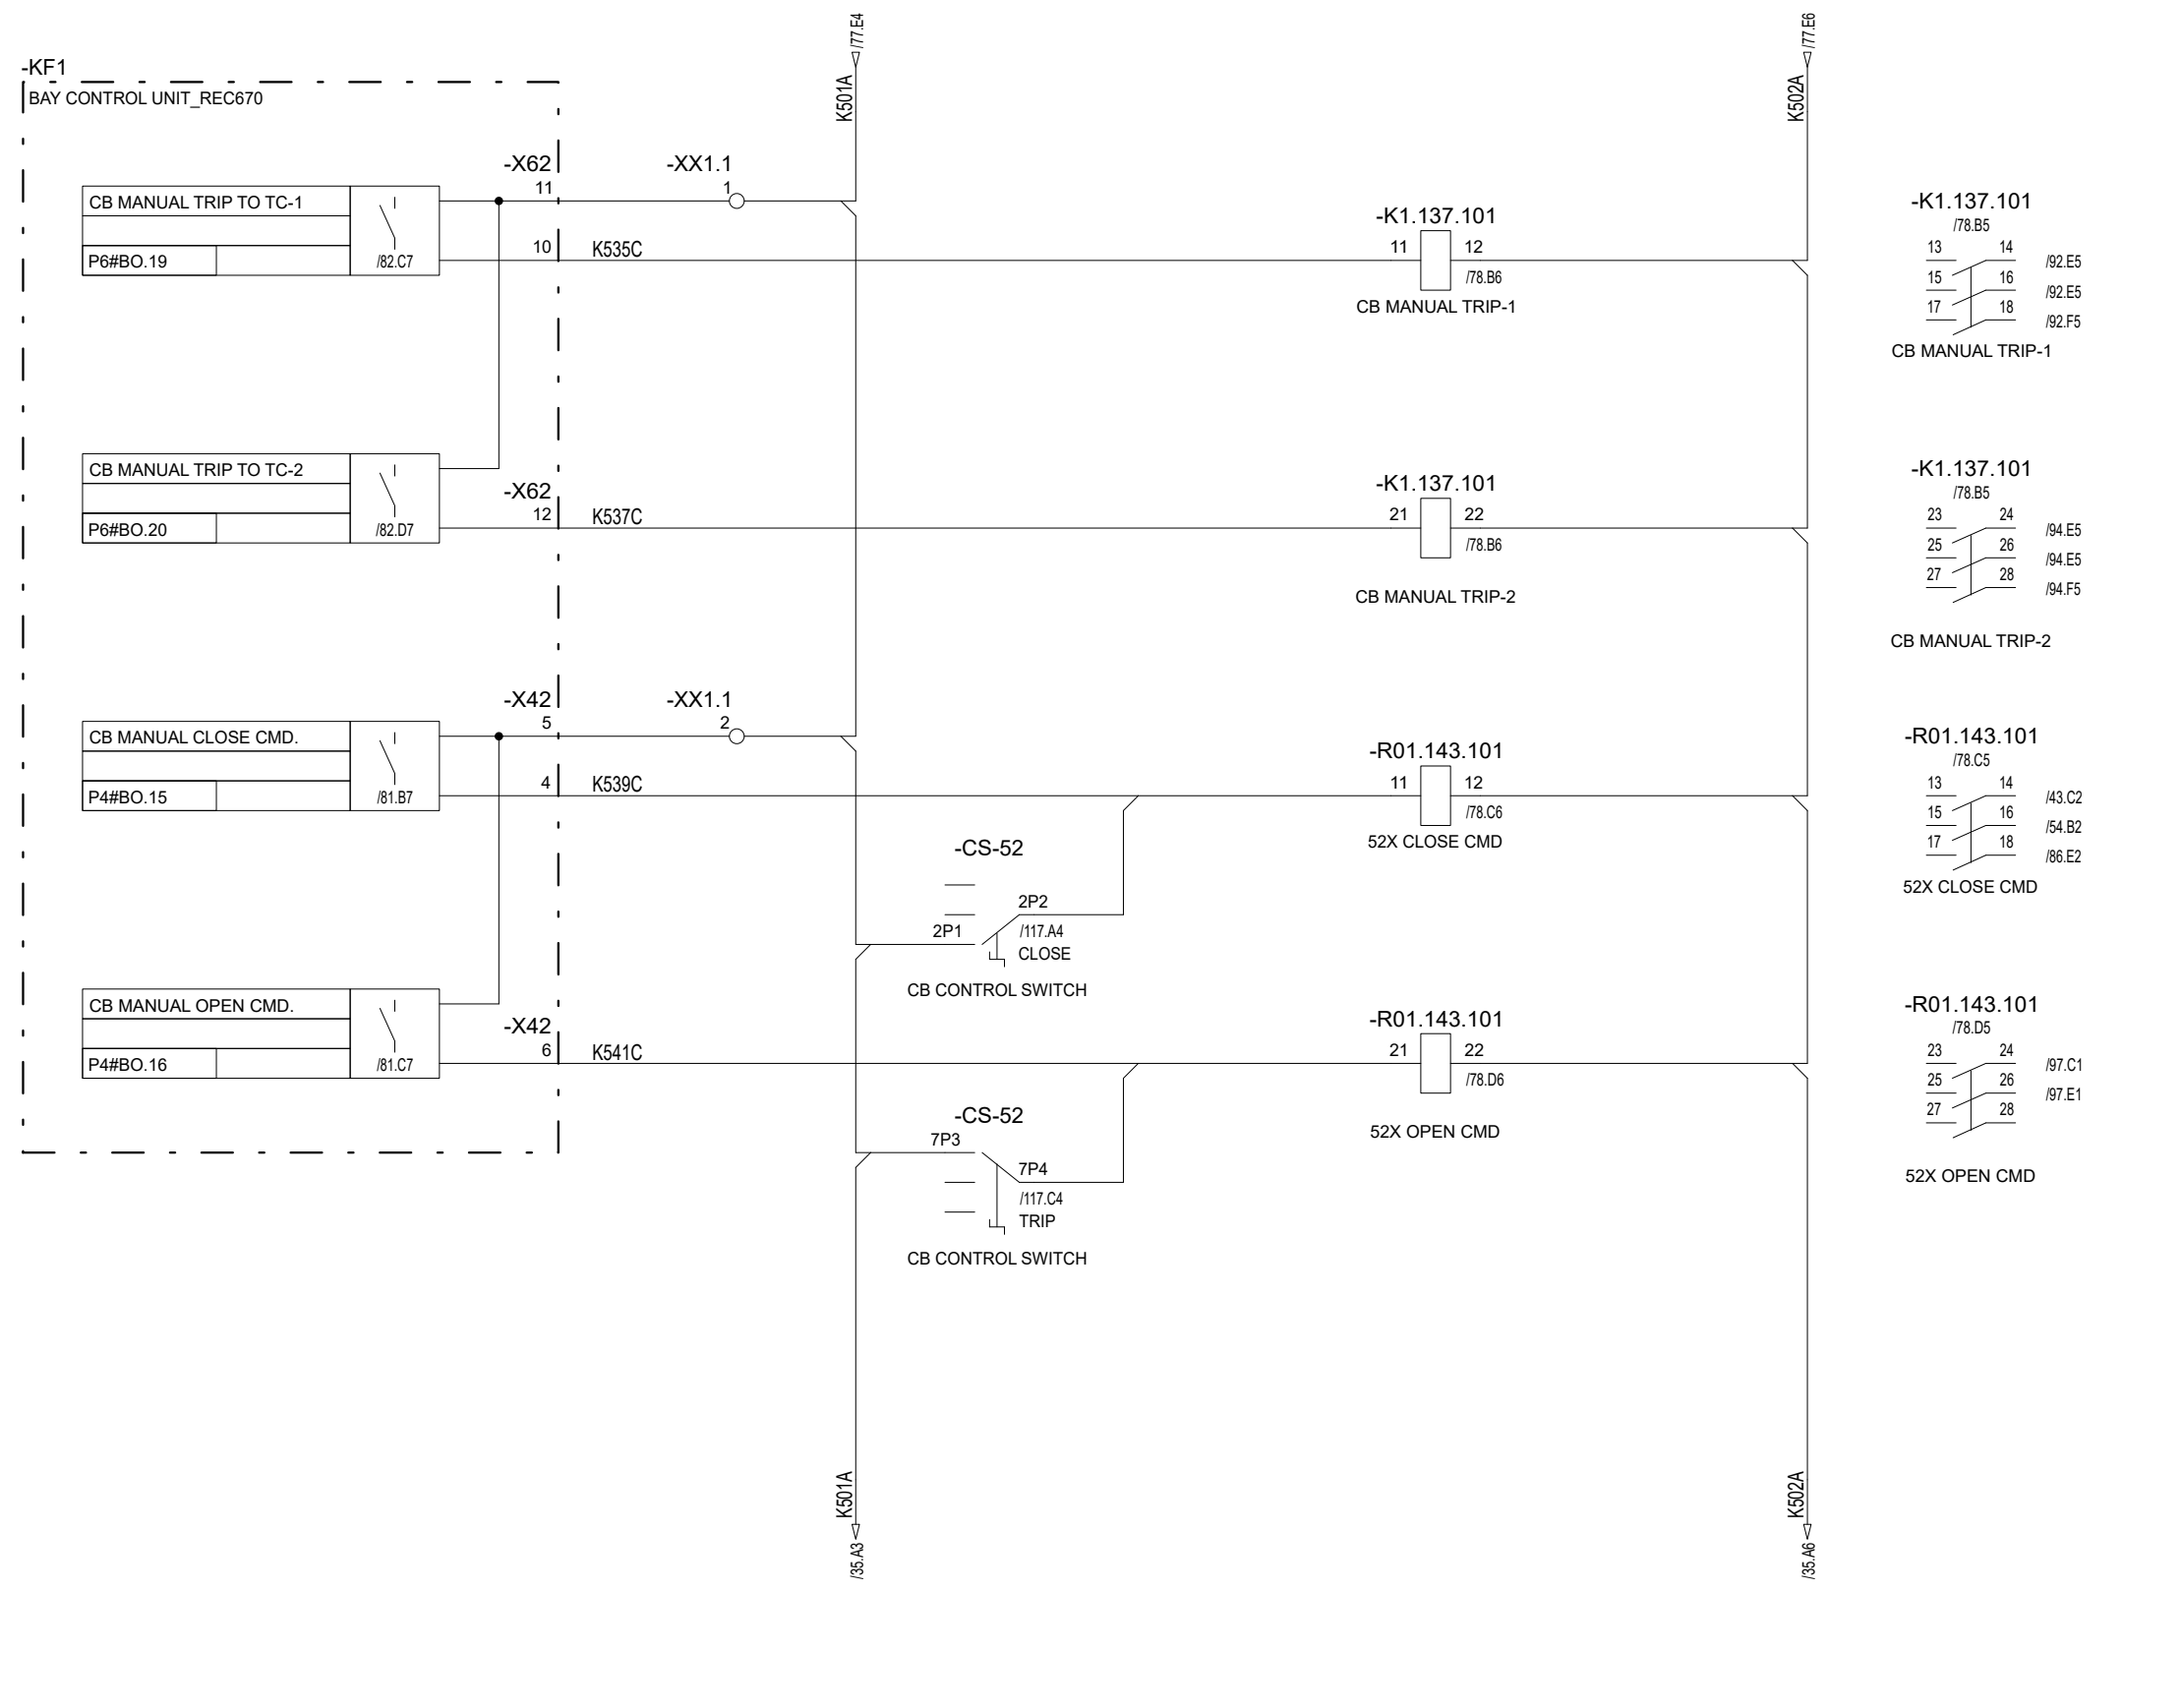 /77.E4
/77.E6
K501A
K502A
-KF1
BAY CONTROL UNIT_REC670
-X62
11
-XX1.1
1
CB MANUAL TRIP TO TC-1
P6#BO.19
/82.C7
10
K535C
-K1.137.101
11
12
/78.B6
CB MANUAL TRIP-1
-K1.137.101
/78.B5
13 14 /92.E5
15 16 /92.E5
17 18 /92.F5
CB MANUAL TRIP-1
CB MANUAL TRIP TO TC-2
P6#BO.20
/82.D7
-X62
12
K537C
-K1.137.101
21
22
/78.B6
CB MANUAL TRIP-2
-K1.137.101
/78.B5
23 24 /94.E5
25 26 /94.E5
27 28 /94.F5
CB MANUAL TRIP-2
-X42
5
-XX1.1
2
CB MANUAL CLOSE CMD.
P4#BO.15
/81.B7
4
K539C
-R01.143.101
11
12
/78.C6
52X CLOSE CMD
-R01.143.101
/78.C5
13 14 /43.C2
15 16 /54.B2
17 18 /86.E2
52X CLOSE CMD
-CS-52
2P2
2P1
/117.A4
CLOSE
CB CONTROL SWITCH
CB MANUAL OPEN CMD.
P4#BO.16
/81.C7
-X42
6
K541C
-R01.143.101
21
22
/78.D6
52X OPEN CMD
-R01.143.101
/78.D5
23 24 /97.C1
25 26 /97.E1
27 28
52X OPEN CMD
-CS-52
7P3
7P4
/117.C4
TRIP
CB CONTROL SWITCH
K501A
K502A
/35.A3
/35.A6